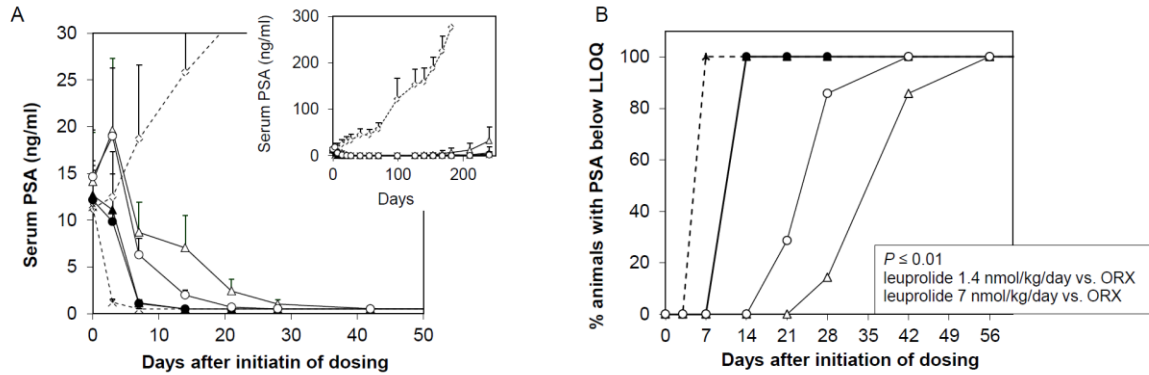 A
Serum PSA (ng/ml)
30
25
20
15
10
5
0
0 10 20 30 40 50
Days after initiatin of dosing
Serum PSA (ng/ml)
300
200
100
0
0 100 200
Days
B
% animals with PSA below LLOQ
100
80
60
40
20
0
0 7 14 21 28 35 42 49 56
Days after initiation of dosing
P ≤ 0.01
leuprolide 1.4 nmol/kg/day vs. ORX
leuprolide 7 nmol/kg/day vs. ORX